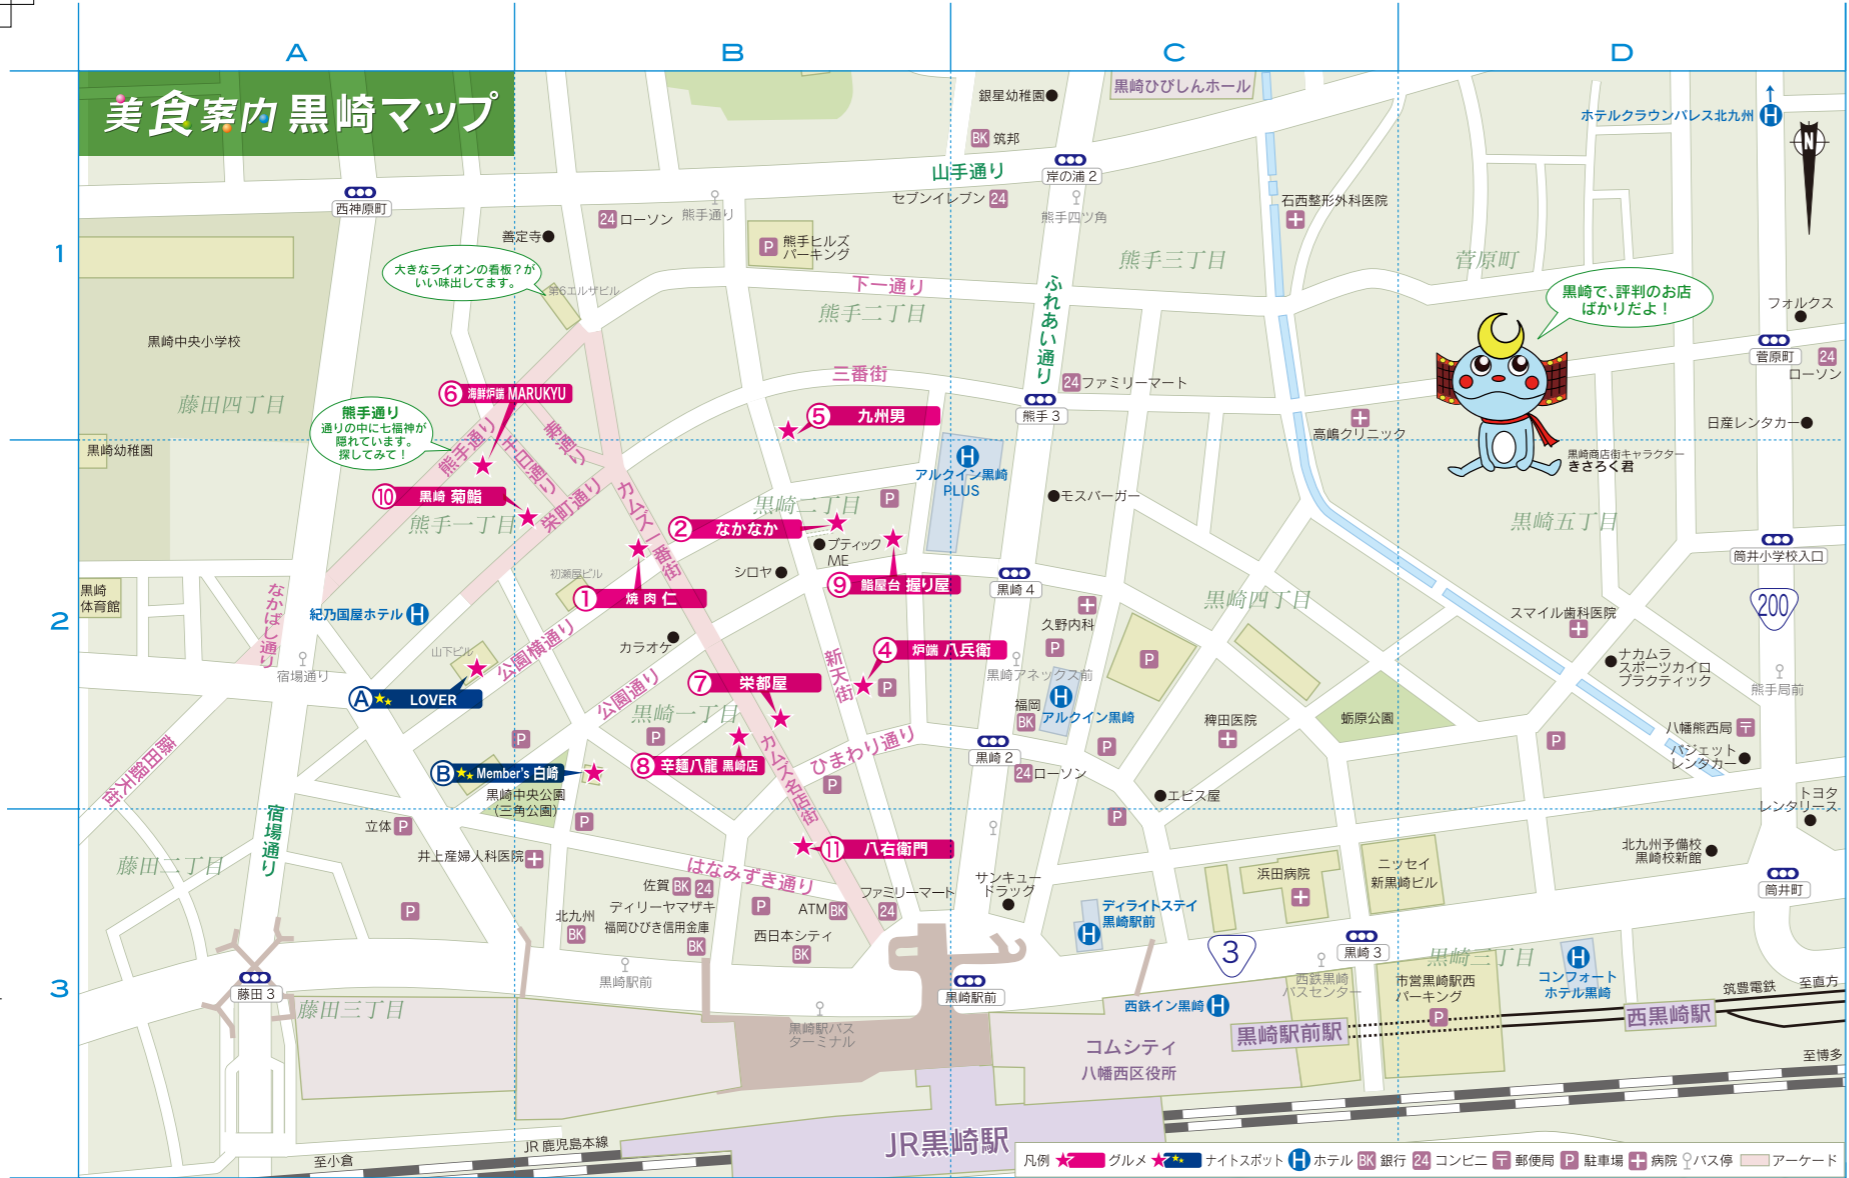 A
B
C
D
美食案内 黒崎マップ
1
2
3
銀星幼稚園
黒崎ひびしんホール
BK 筑邦
ホテルクラウンパレス北九州
H
N
山手通り
岸の浦2
西神原町
セブンイレブン 24
24 ローソン
熊手通り
熊手四ツ角
石西整形外科医院
善定寺
P 熊手ヒルズ
パーキング
熊手三丁目
菅原町
大きなライオンの看板?が
いい味出してます。
第6エルザビル
下一通り
熊手二丁目
ふれあい通り
黒崎で、評判のお店
ばかりだよ!
フォルクス
菅原町
24
ローソン
黒崎中央小学校
三番街
24 ファミリーマート
熊手3
藤田四丁目
⑥ 海鮮炉端 MARUKYU
⑤ 九州男
熊手通り
通りの中に七福神が
隠れています。
探してみて!
高嶋クリニック
日産レンタカー
黒崎商店街キャラクター
きさろく君
黒崎幼稚園
熊手通り
寿通り
H
アルクイン黒崎
PLUS
モスバーガー
⑩ 黒崎 菊鮨
熊手一丁目
栄町通り
カムズ一番街
黒崎二丁目
P
② なかなか
ブティック
ME
黒崎五丁目
筒井小学校入口
初瀬屋ビル
シロヤ
① 焼肉 仁
⑨ 鮨屋台 握り屋
黒崎4
黒崎四丁目
200
黒崎
体育館
なかばし通り
紀乃国屋ホテル H
公園横通り
カラオケ
久野内科
P
スマイル歯科医院
山下ビル
宿場通り
新天街
④ 炉端 八兵衛
P
黒崎アネックス前
P
ナカムラ
スポーツカイロ
プラクティック
熊手局前
Ⓐ LOVER
公園通り
⑦ 栄都屋
黒崎一丁目
福岡
BK
H
アルクイン黒崎
稗田医院
蛎原公園
八幡熊西局
P
P
P
P
バジェット
レンタカー
藤田銀天街
⑧ 辛麺八龍 黒崎店
カムズ名店街
ひまわり通り
P
黒崎2
24 ローソン
Ⓑ Member's 白崎
黒崎中央公園
(三角公園)
エビス屋
トヨタ
レンタリース
宿場通り
立体 P
P
P
⑪ 八右衛門
藤田二丁目
井上産婦人科医院
はなみずき通り
サンキュー
ドラッグ
浜田病院
ニッセイ
新黒崎ビル
北九州予備校
黒崎校新館
筒井町
佐賀 BK 24
デイリーヤマザキ
ファミリーマート
24
P
P
ATM BK
北九州
BK
福岡ひびき信用金庫
BK
西日本シティ
BK
ディライトステイ
黒崎駅前
H
3
黒崎3
黒崎三丁目
藤田3
藤田三丁目
黒崎駅前
黒崎駅バス
ターミナル
黒崎駅前
西鉄イン黒崎 H
西鉄黒崎
バスセンター
市営黒崎駅西
パーキング
P
H
コンフォート
ホテル黒崎
筑豊電鉄
至直方
黒崎駅前駅
西黒崎駅
コムシティ
八幡西区役所
至博多
JR黒崎駅
JR 鹿児島本線
至小倉
凡例 グルメ ナイトスポット H ホテル BK 銀行 24 コンビニ 〒 郵便局 P 駐車場 病院 バス停 アーケード